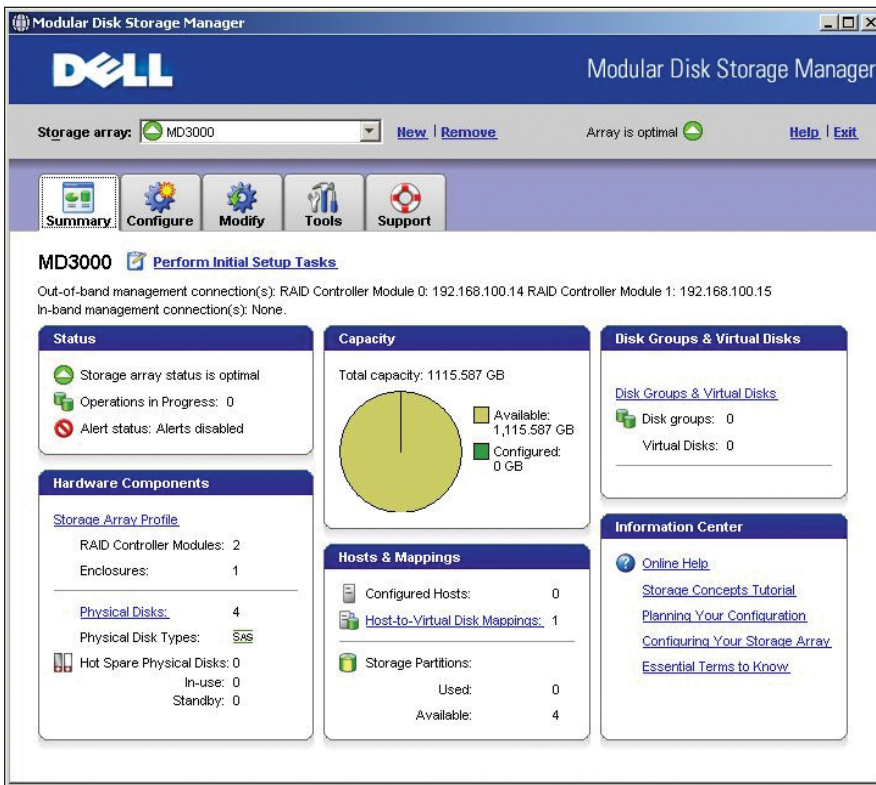 Modular Disk Storage Manager
DELL
Modular Disk Storage Manager
Storage array: MD3000
New | Remove
Array is optimal
Help | Exit
Summary
Configure
Modify
Tools
Support
MD3000 Perform Initial Setup Tasks
Out-of-band management connection(s): RAID Controller Module 0: 192.168.100.14 RAID Controller Module 1: 192.168.100.15
In-band management connection(s): None.
Status
Storage array status is optimal
Operations in Progress: 0
Alert status: Alerts disabled
Hardware Components
Storage Array Profile
RAID Controller Modules: 2
Enclosures: 1
Physical Disks: 4
Physical Disk Types: SAS
Hot Spare Physical Disks: 0
In-use: 0
Standby: 0
Capacity
Total capacity: 1115.587 GB
Available:
1,115.587 GB
Configured:
0 GB
Hosts & Mappings
Configured Hosts: 0
Host-to-Virtual Disk Mappings: 1
Storage Partitions:
Used: 0
Available: 4
Disk Groups & Virtual Disks
Disk Groups & Virtual Disks
Disk groups: 0
Virtual Disks: 0
Information Center
Online Help
Storage Concepts Tutorial
Planning Your Configuration
Configuring Your Storage Array
Essential Terms to Know